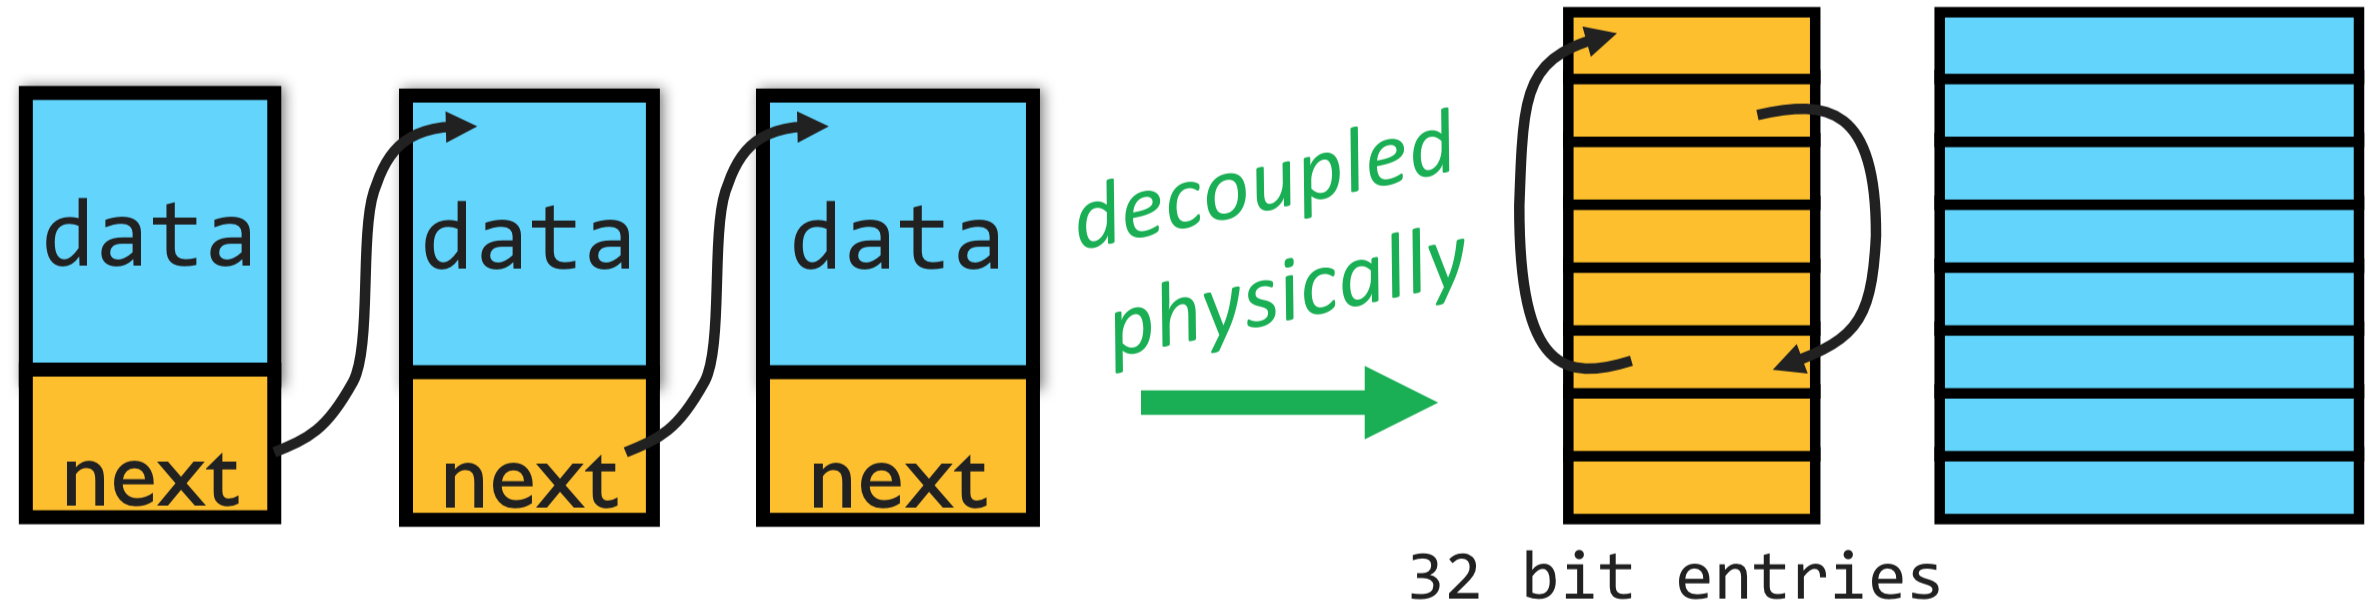 data
data
data
next
next
next
decoupled
physically
32 bit entries